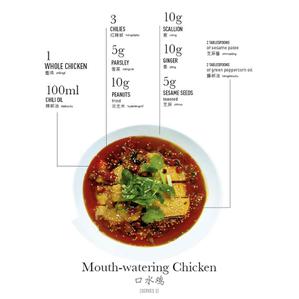 3
CHILIES
10g
SCALLION
10g
GINGER
5g
PARSLEY
10g
PEANUTS
fried
5g
SESAME SEEDS
toasted
1
WHOLE CHICKEN
100ml
CHILI OIL
2 TABLESPOONS
of sesame paste
2 TABLESPOONS
of green peppercorn oil
Mouth-watering Chicken
口水鸡
(SERVES 2)